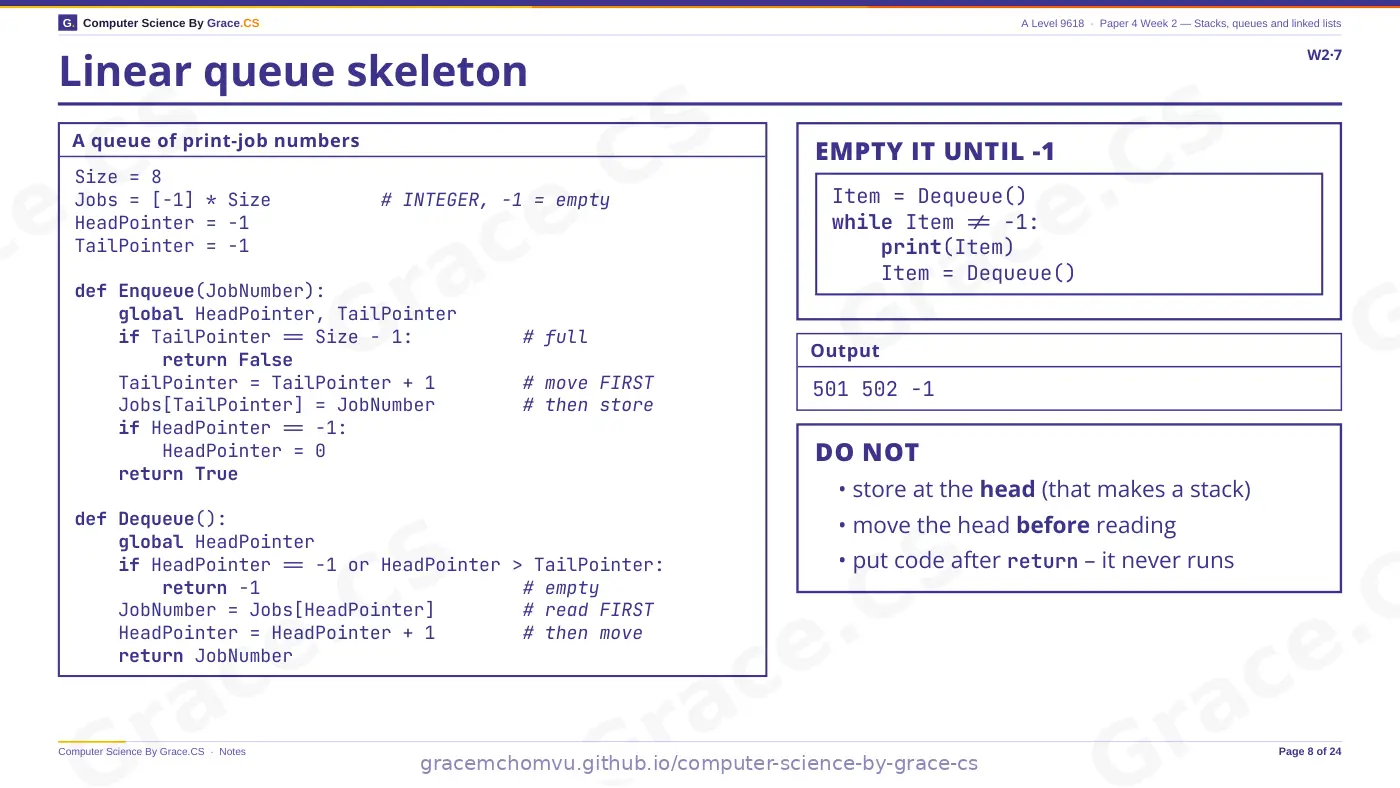 G. Computer Science By Grace.CS
A Level 9618 · Paper 4 Week 2 — Stacks, queues and linked lists
Linear queue skeleton
W2·7
A queue of print-job numbers
Size = 8
Jobs = [-1] * Size          # INTEGER, -1 = empty
HeadPointer = -1
TailPointer = -1
def Enqueue(JobNumber):
    global HeadPointer, TailPointer
    if TailPointer == Size - 1:          # full
        return False
    TailPointer = TailPointer + 1        # move FIRST
    Jobs[TailPointer] = JobNumber        # then store
    if HeadPointer == -1:
        HeadPointer = 0
    return True
def Dequeue():
    global HeadPointer
    if HeadPointer == -1 or HeadPointer > TailPointer:
        return -1                        # empty
    JobNumber = Jobs[HeadPointer]        # read FIRST
    HeadPointer = HeadPointer + 1        # then move
    return JobNumber
EMPTY IT UNTIL -1
Item = Dequeue()
while Item != -1:
    print(Item)
    Item = Dequeue()
Output
501 502 -1
DO NOT
• store at the head (that makes a stack)
• move the head before reading
• put code after return – it never runs
Computer Science By Grace.CS · Notes
Page 8 of 24
gracemchomvu.github.io/computer-science-by-grace-cs